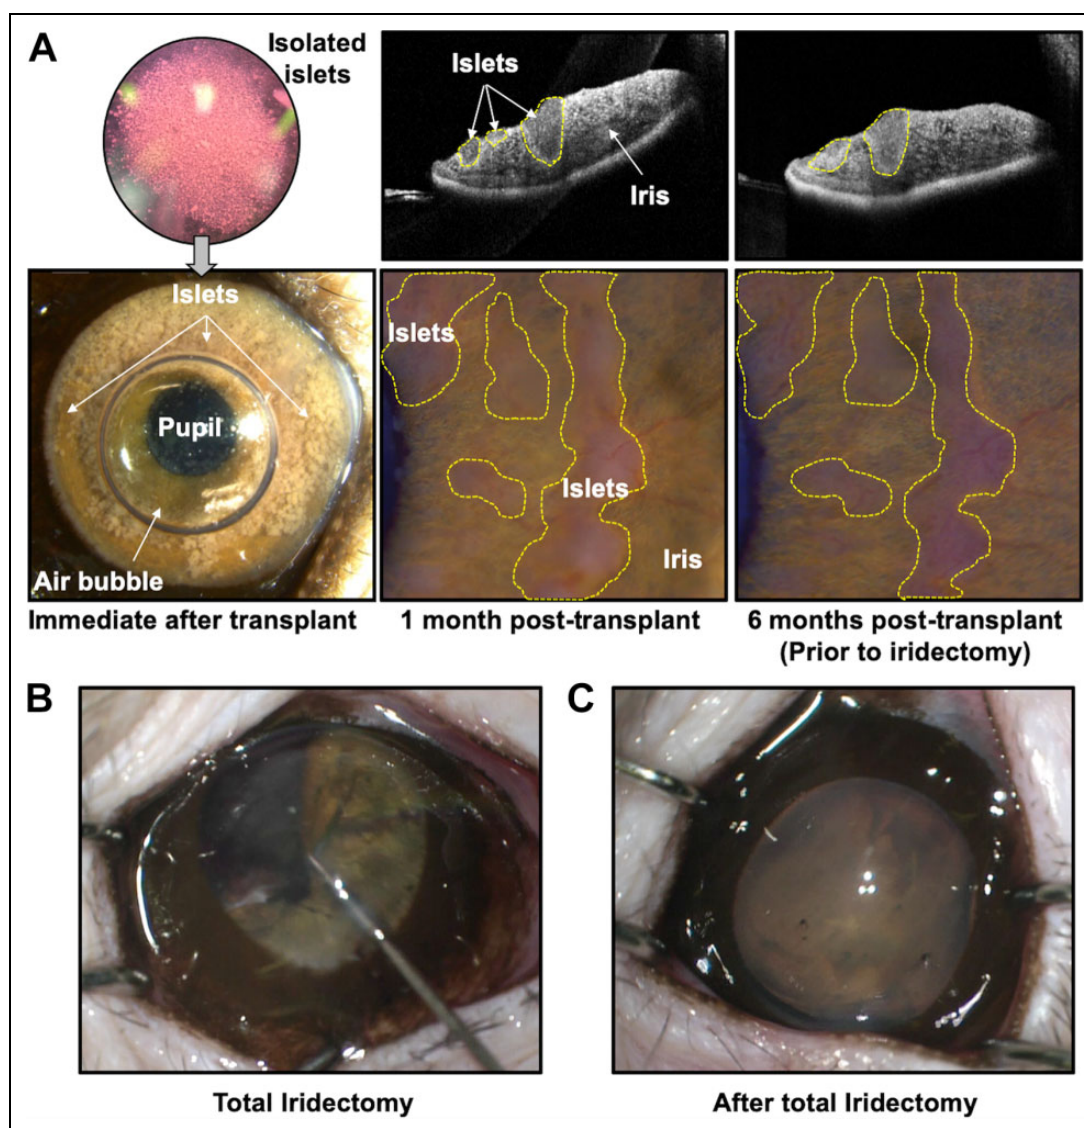 A
Isolated
islets
Islets
Iris
Islets
Pupil
Air bubble
Islets
Islets
Iris
Immediate after transplant
1 month post-transplant
6 months post-transplant
(Prior to iridectomy)
B
C
Total Iridectomy
After total Iridectomy